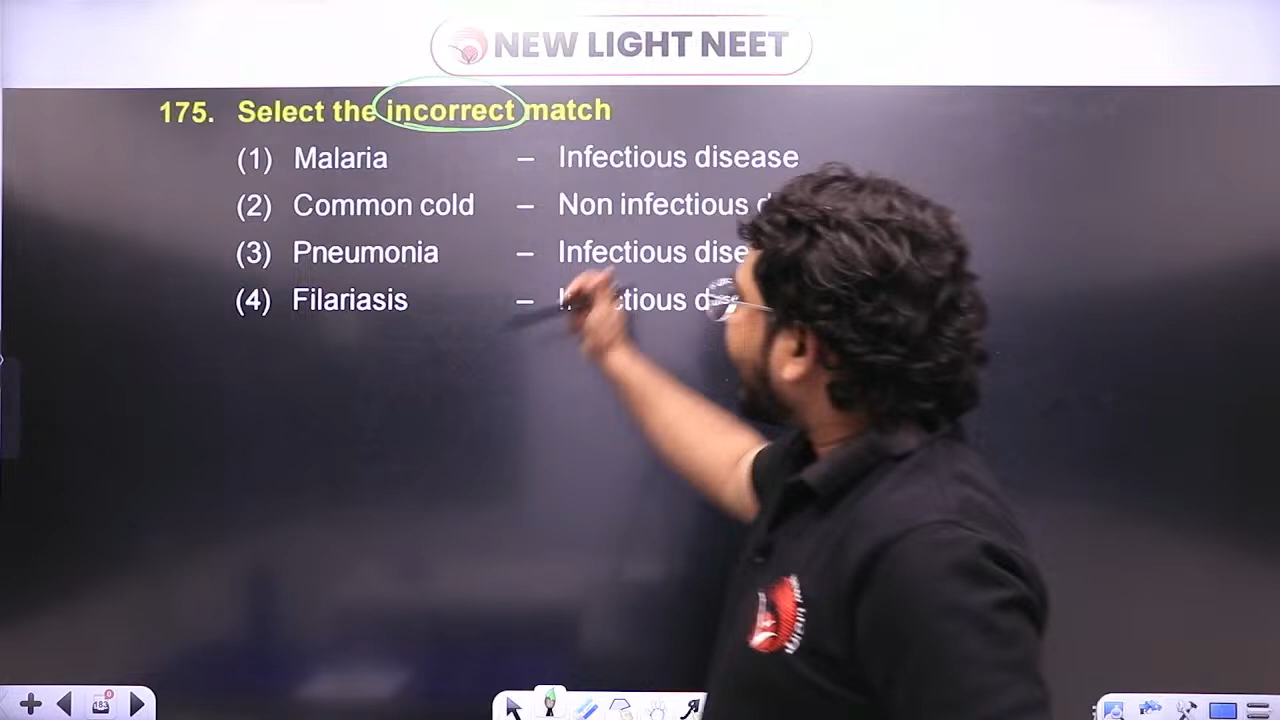 NEW LIGHT NEET
175. Select the incorrect match
(1) Malaria – Infectious disease
(2) Common cold – Non infectious
(3) Pneumonia – Infectious
(4) Filariasis –
183